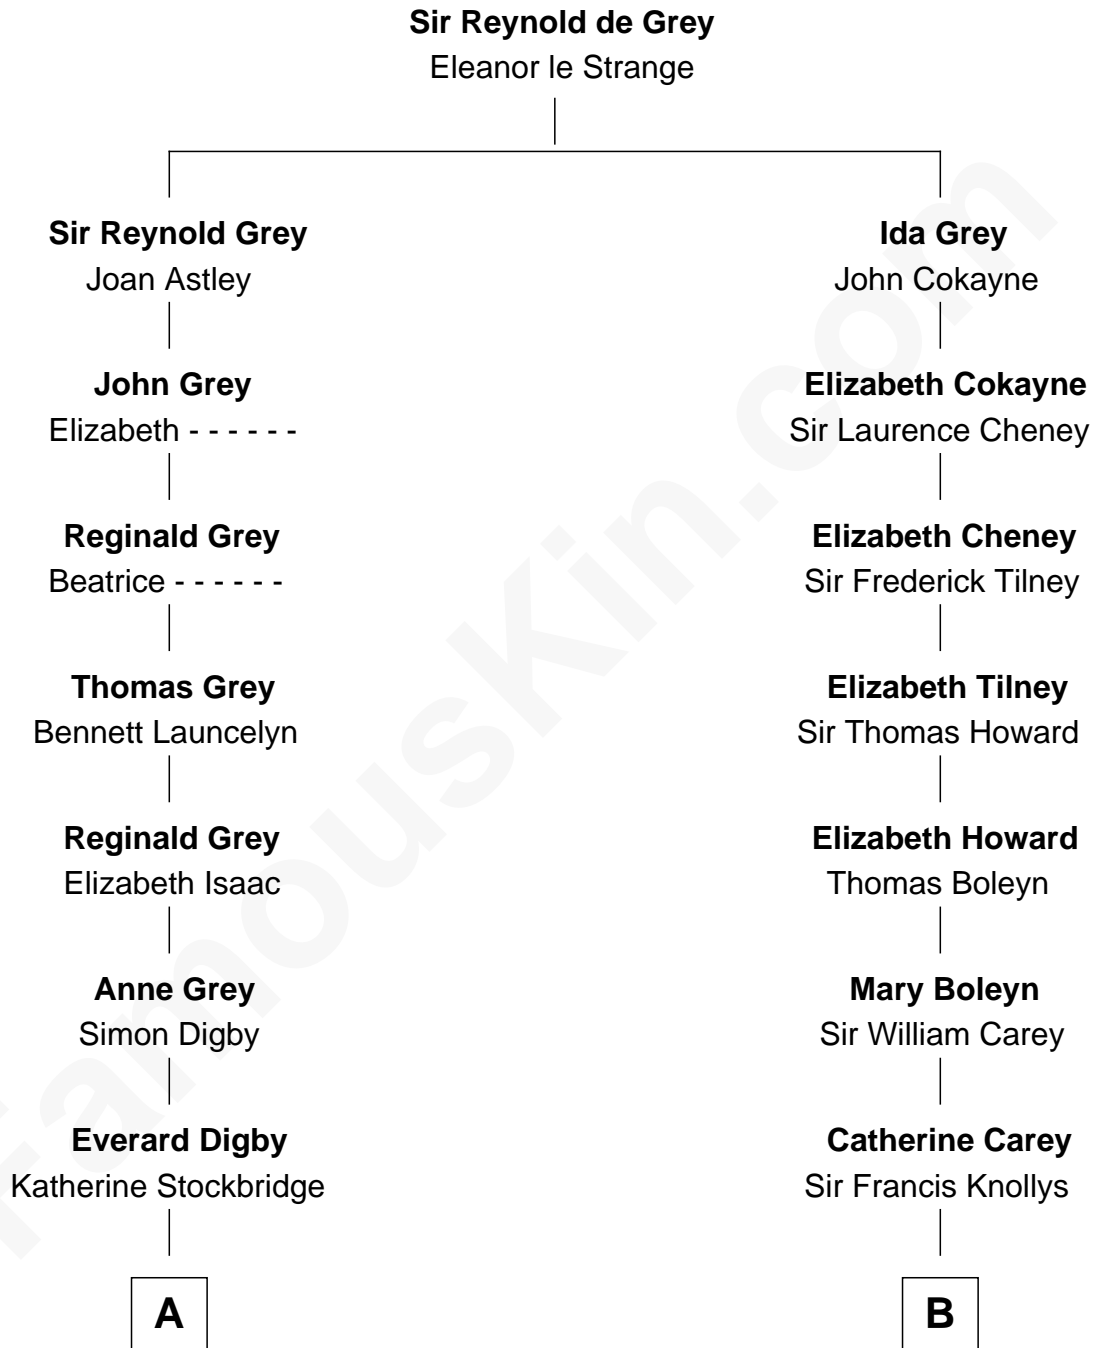 Sir Reynold de Grey
Eleanor le Strange
Sir Reynold Grey
Joan Astley
Ida Grey
John Cokayne
John Grey
Elizabeth - - - - - -
Elizabeth Cokayne
Sir Laurence Cheney
Reginald Grey
Beatrice - - - - - -
Elizabeth Cheney
Sir Frederick Tilney
Thomas Grey
Bennett Launcelyn
Elizabeth Tilney
Sir Thomas Howard
Reginald Grey
Elizabeth Isaac
Elizabeth Howard
Thomas Boleyn
Anne Grey
Simon Digby
Mary Boleyn
Sir William Carey
Everard Digby
Katherine Stockbridge
Catherine Carey
Sir Francis Knollys
A
B
FamousKin.com